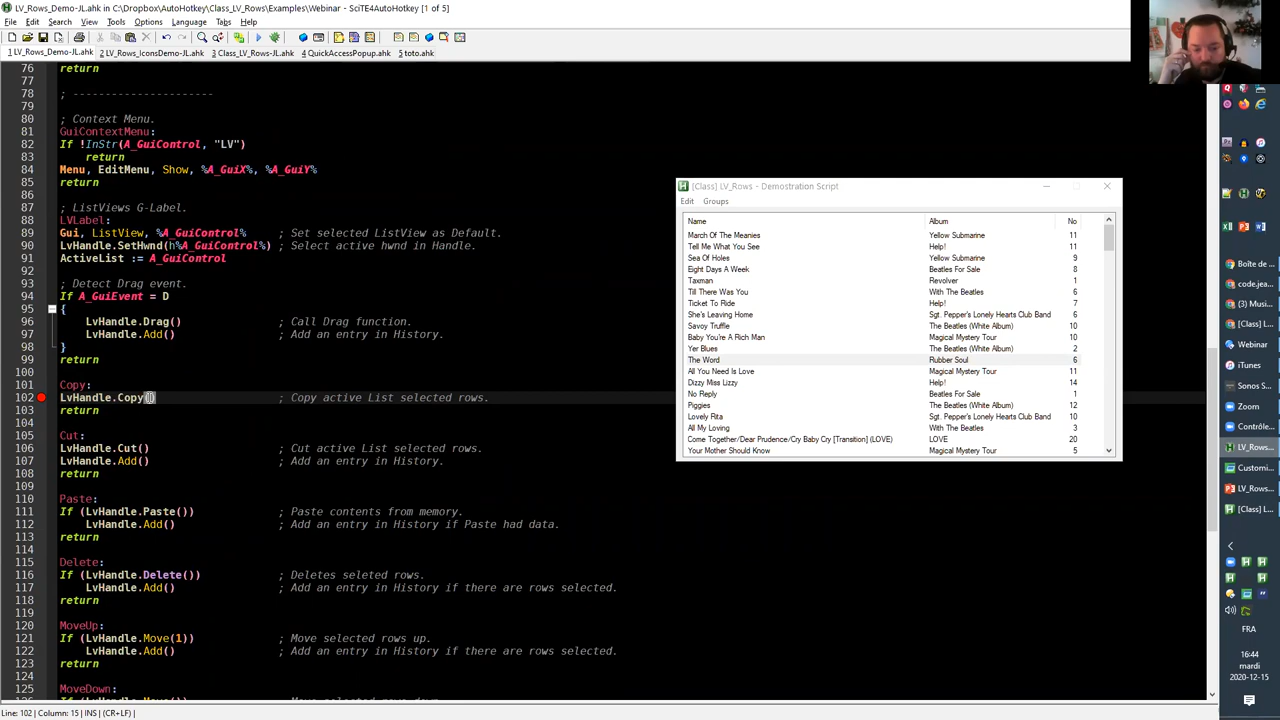 LV_Rows_Demo-JL.ahk in C:\Dropbox\AutoHotkey\Class_LV_Rows\Examples\Webinar - SciTE4AutoHotkey [1 of 5]
File Edit Search View Tools Options Language Tabs Help
1 LV_Rows_Demo-JL.ahk 2 LV_Rows_IconsDemo-JL.ahk 3 Class_LV_Rows-JL.ahk 4 QuickAccessPopup.ahk 5 toto.ahk
76 return
77
78 ; ----------------------
79
80 ; Context Menu.
81 GuiContextMenu:
82 If !InStr(A_GuiControl, "LV")
83 return
84 Menu, EditMenu, Show, %A_GuiX%, %A_GuiY%
85 return
86
87 ; ListViews G-Label.
88 LVLabel:
89 Gui, ListView, %A_GuiControl% ; Set selected ListView as Default.
90 LvHandle.SetHwnd(h%A_GuiControl%) ; Select active hwnd in Handle.
91 ActiveList := A_GuiControl
92
93 ; Detect Drag event.
94 If A_GuiEvent = D
95 {
96 LvHandle.Drag() ; Call Drag function.
97 LvHandle.Add() ; Add an entry in History.
98 }
99 return
100
101 Copy:
102 LvHandle.Copy() ; Copy active List selected rows.
103 return
104
105 Cut:
106 LvHandle.Cut() ; Cut active List selected rows.
107 LvHandle.Add() ; Add an entry in History.
108 return
109
110 Paste:
111 If (LvHandle.Paste()) ; Paste contents from memory.
112 LvHandle.Add() ; Add an entry in History if Paste had data.
113 return
114
115 Delete:
116 If (LvHandle.Delete()) ; Deletes seleted rows.
117 LvHandle.Add() ; Add an entry in History if there are rows selected.
118 return
119
120 MoveUp:
121 If (LvHandle.Move(1)) ; Move selected rows up.
122 LvHandle.Add() ; Add an entry in History if there are rows selected.
123 return
124
125 MoveDown:
Line: 102 | Column: 15 | INS | (CR+LF) |
[Class] LV_Rows - Demostration Script
Edit Groups
Name Album No
March Of The Meanies Yellow Submarine 11
Tell Me What You See Help! 11
Sea Of Holes Yellow Submarine 9
Eight Days A Week Beatles For Sale 8
Taxman Revolver 1
Till There Was You With The Beatles 6
Ticket To Ride Help! 7
She's Leaving Home Sgt. Pepper's Lonely Hearts Club Band 6
Savoy Truffle The Beatles (White Album) 10
Baby You're A Rich Man Magical Mystery Tour 10
Yer Blues The Beatles (White Album) 2
The Word Rubber Soul 6
All You Need Is Love Magical Mystery Tour 11
Dizzy Miss Lizzy Help! 14
No Reply Beatles For Sale 1
Piggies The Beatles (White Album) 12
Lovely Rita Sgt. Pepper's Lonely Hearts Club Band 10
All My Loving With The Beatles 3
Come Together/Dear Prudence/Cry Baby Cry [Transition] (LOVE) LOVE 20
Your Mother Should Know Magical Mystery Tour 5
Boîte de...
code.jea...
(3) Musi...
[Class] L...
Webinar
iTunes
Sonos S...
Zoom
Contrôle...
LV_Rows...
Customi...
LV_Rows...
[Class] L...
FRA
16:44
mardi
2020-12-15